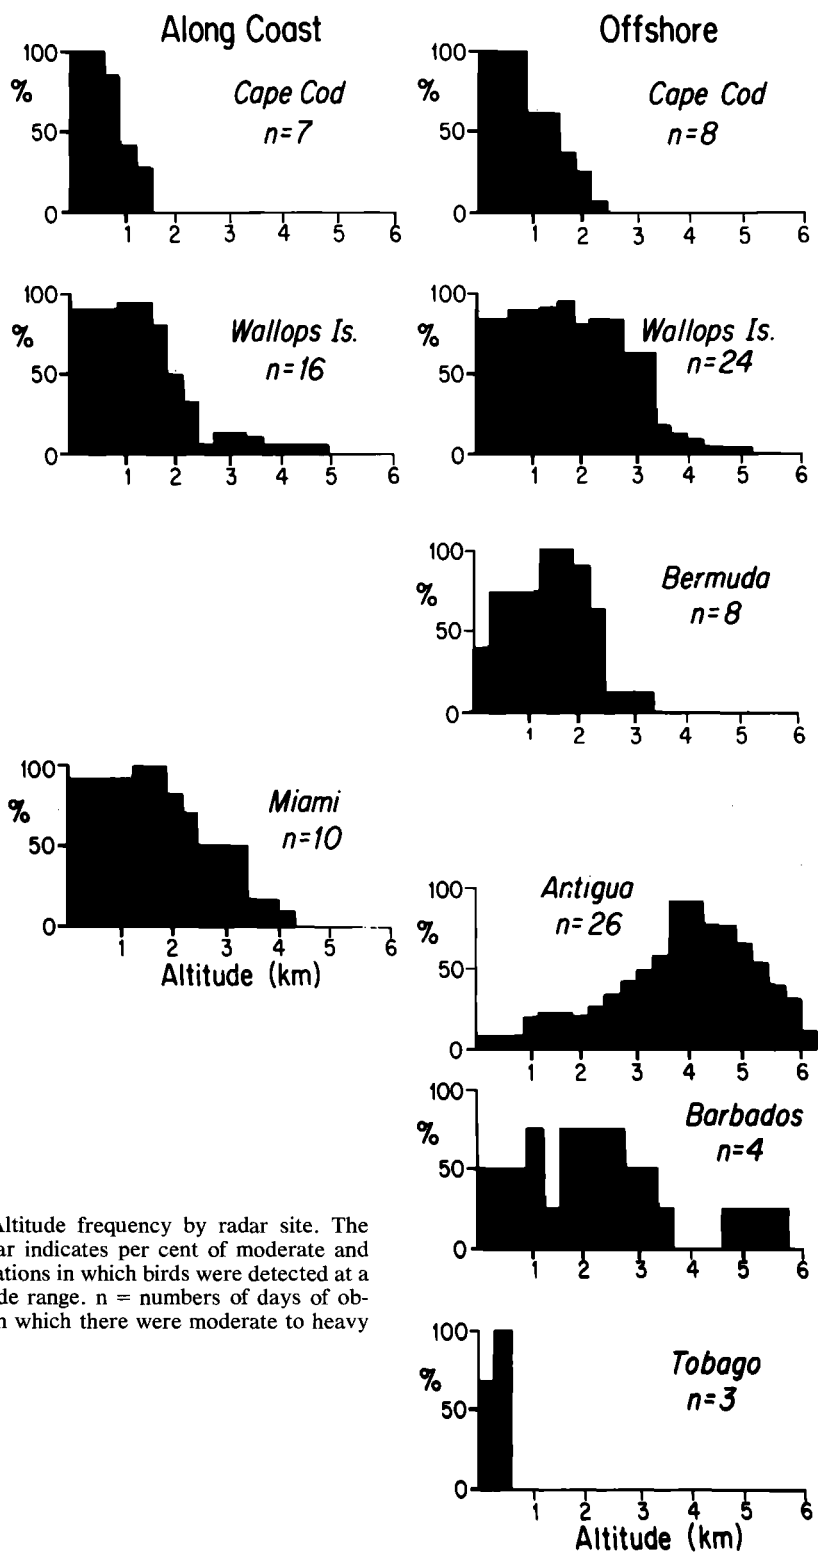 Along Coast
Offshore
100
%
50
0
Cape Cod
n=7
1 2 3 4 5 6
100
%
50
0
Cape Cod
n=8
1 2 3 4 5 6
100
%
50
0
Wallops Is.
n=16
1 2 3 4 5 6
100
%
50
0
Wallops Is.
n=24
1 2 3 4 5 6
100
%
50
0
Bermuda
n=8
1 2 3 4 5 6
100
%
50
0
Miami
n=10
1 2 3 4 5 6
Altitude (km)
100
%
50
0
Antigua
n=26
1 2 3 4 5 6
100
%
50
0
Barbados
n=4
1 2 3 4 5 6
Altitude frequency by radar site. The
ar indicates per cent of moderate and
ations in which birds were detected at a
de range. n = numbers of days of ob-
n which there were moderate to heavy
100
%
50
0
Tobago
n=3
1 2 3 4 5 6
Altitude (km)